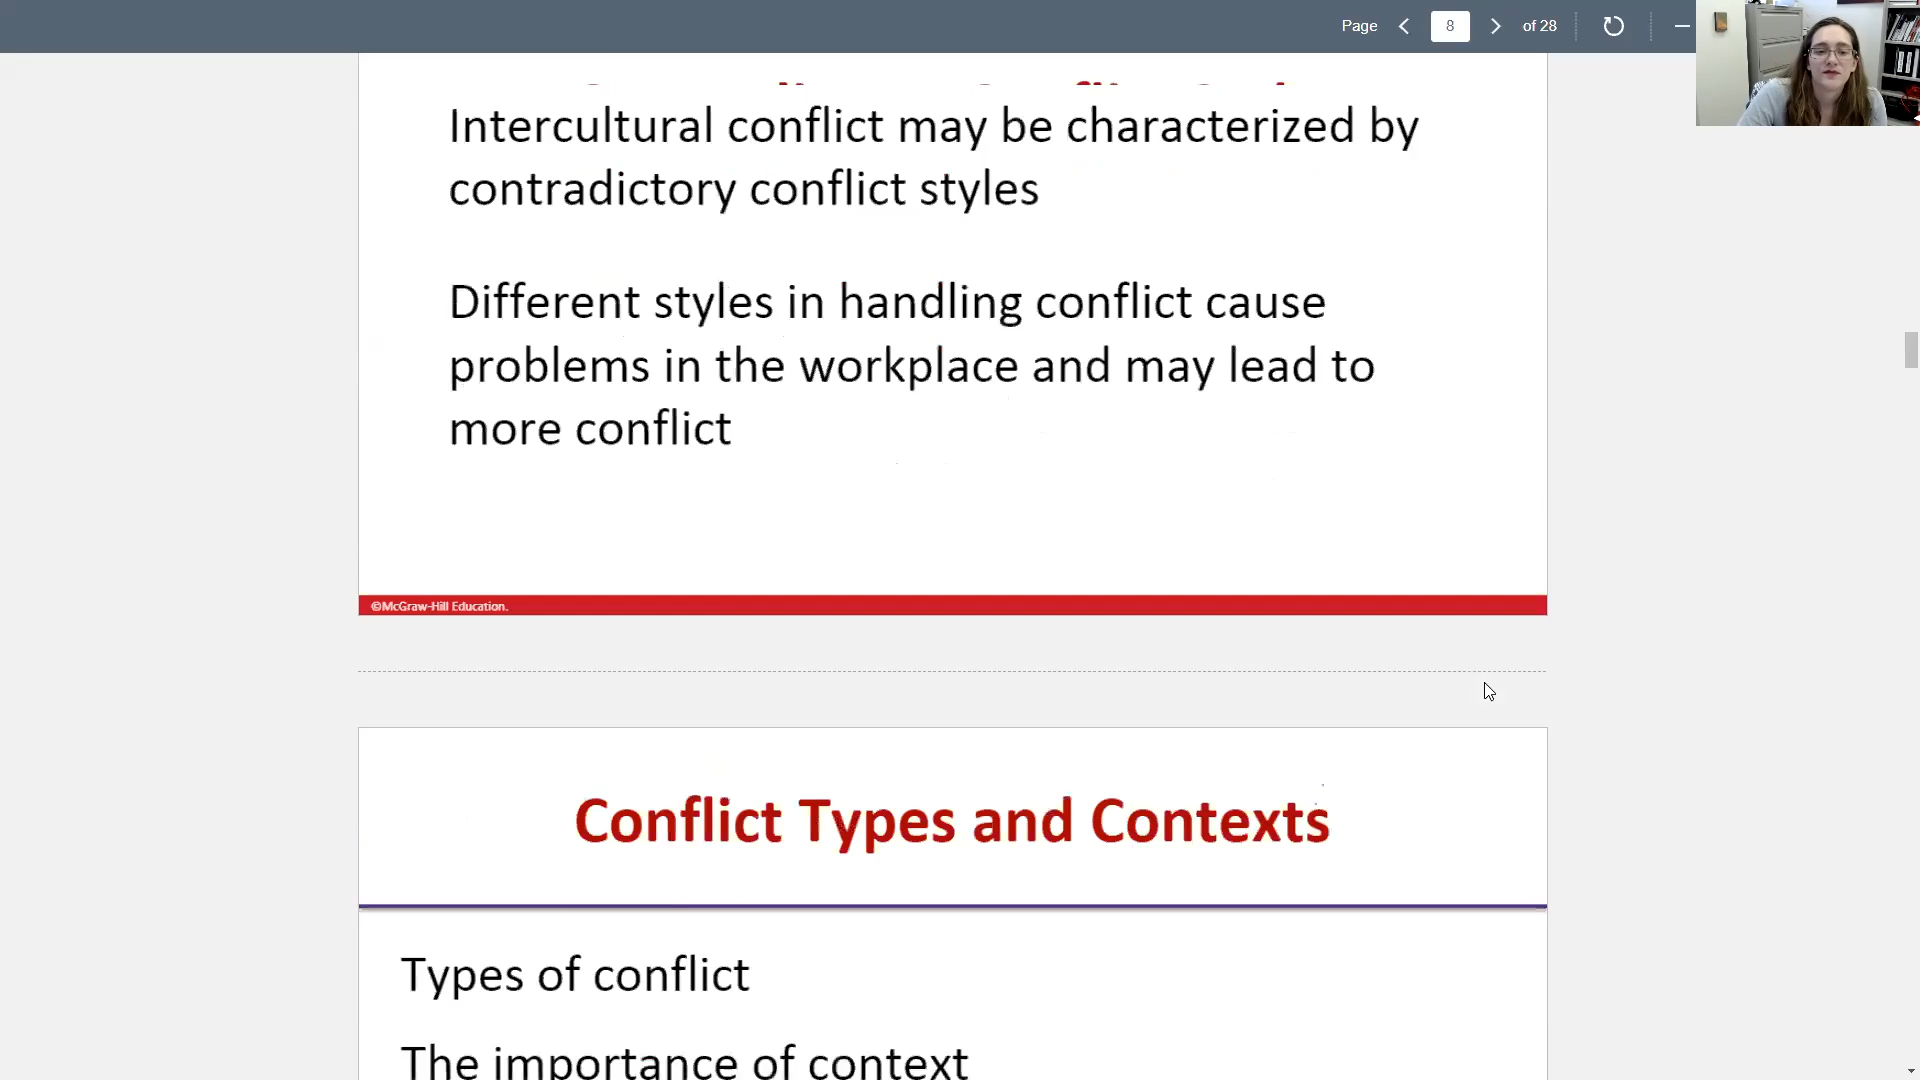 Page 8 of 28
Intercultural conflict may be characterized by
contradictory conflict styles
Different styles in handling conflict cause
problems in the workplace and may lead to
more conflict
©McGraw-Hill Education.
Conflict Types and Contexts
Types of conflict
The importance of context